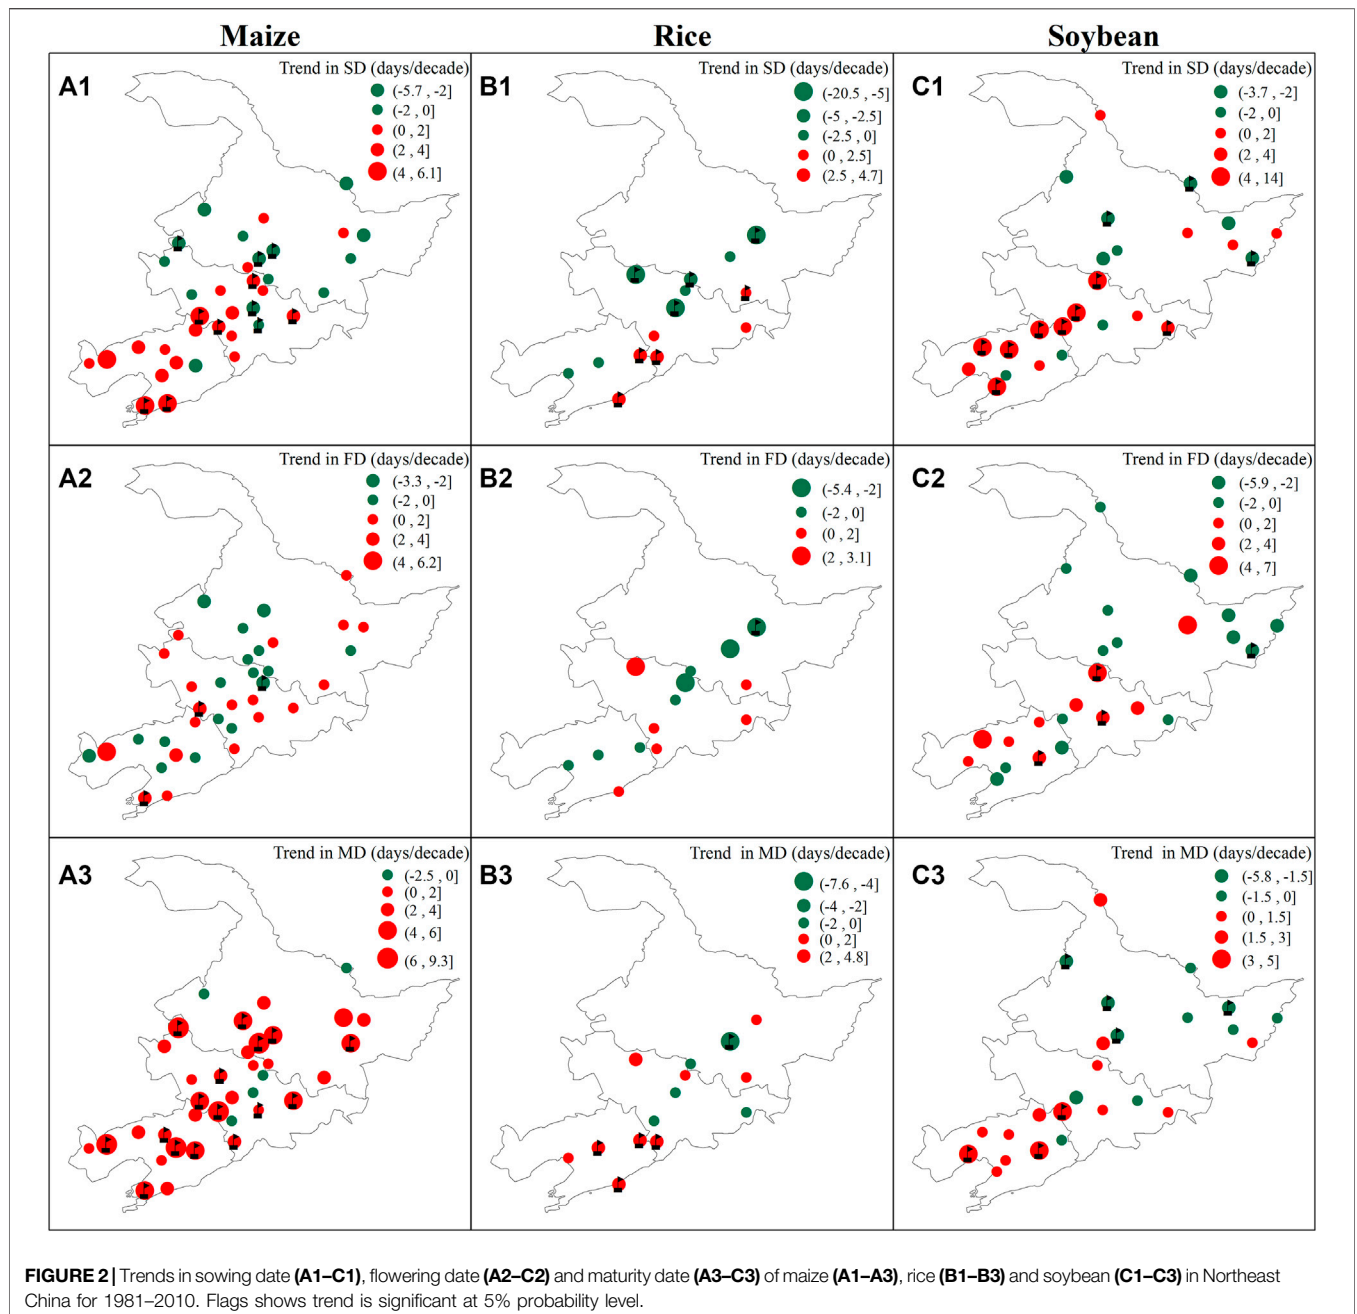 Maize
Rice
Soybean
A1
Trend in SD (days/decade)
(-5.7 , -2]
(-2 , 0]
(0 , 2]
(2 , 4]
(4 , 6.1]
B1
Trend in SD (days/decade)
(-20.5, -5]
(-5 , -2.5]
(-2.5 , 0]
(0 , 2.5]
(2.5 , 4.7]
C1
Trend in SD (days/decade)
(-3.7 , -2]
(-2 , 0]
(0 , 2]
(2 , 4]
(4 , 14]
A2
Trend in FD (days/decade)
(-3.3 , -2]
(-2 , 0]
(0 , 2]
(2 , 4]
(4 , 6.2]
B2
Trend in FD (days/decade)
(-5.4 , -2]
(-2 , 0]
(0 , 2]
(2 , 3.1]
C2
Trend in FD (days/decade)
(-5.9 , -2]
(-2 , 0]
(0 , 2]
(2 , 4]
(4 , 7]
A3
Trend in MD (days/decade)
(-2.5 , 0]
(0 , 2]
(2 , 4]
(4 , 6]
(6 , 9.3]
B3
Trend in MD (days/decade)
(-7.6 , -4]
(-4 , -2]
(-2 , 0]
(0 , 2]
(2 , 4.8]
C3
Trend in MD (days/decade)
(-5.8 , -1.5]
(-1.5 , 0]
(0 , 1.5]
(1.5 , 3]
(3 , 5]
FIGURE 2 | Trends in sowing date (A1–C1), flowering date (A2–C2) and maturity date (A3–C3) of maize (A1–A3), rice (B1–B3) and soybean (C1–C3) in Northeast
China for 1981–2010. Flags shows trend is significant at 5% probability level.